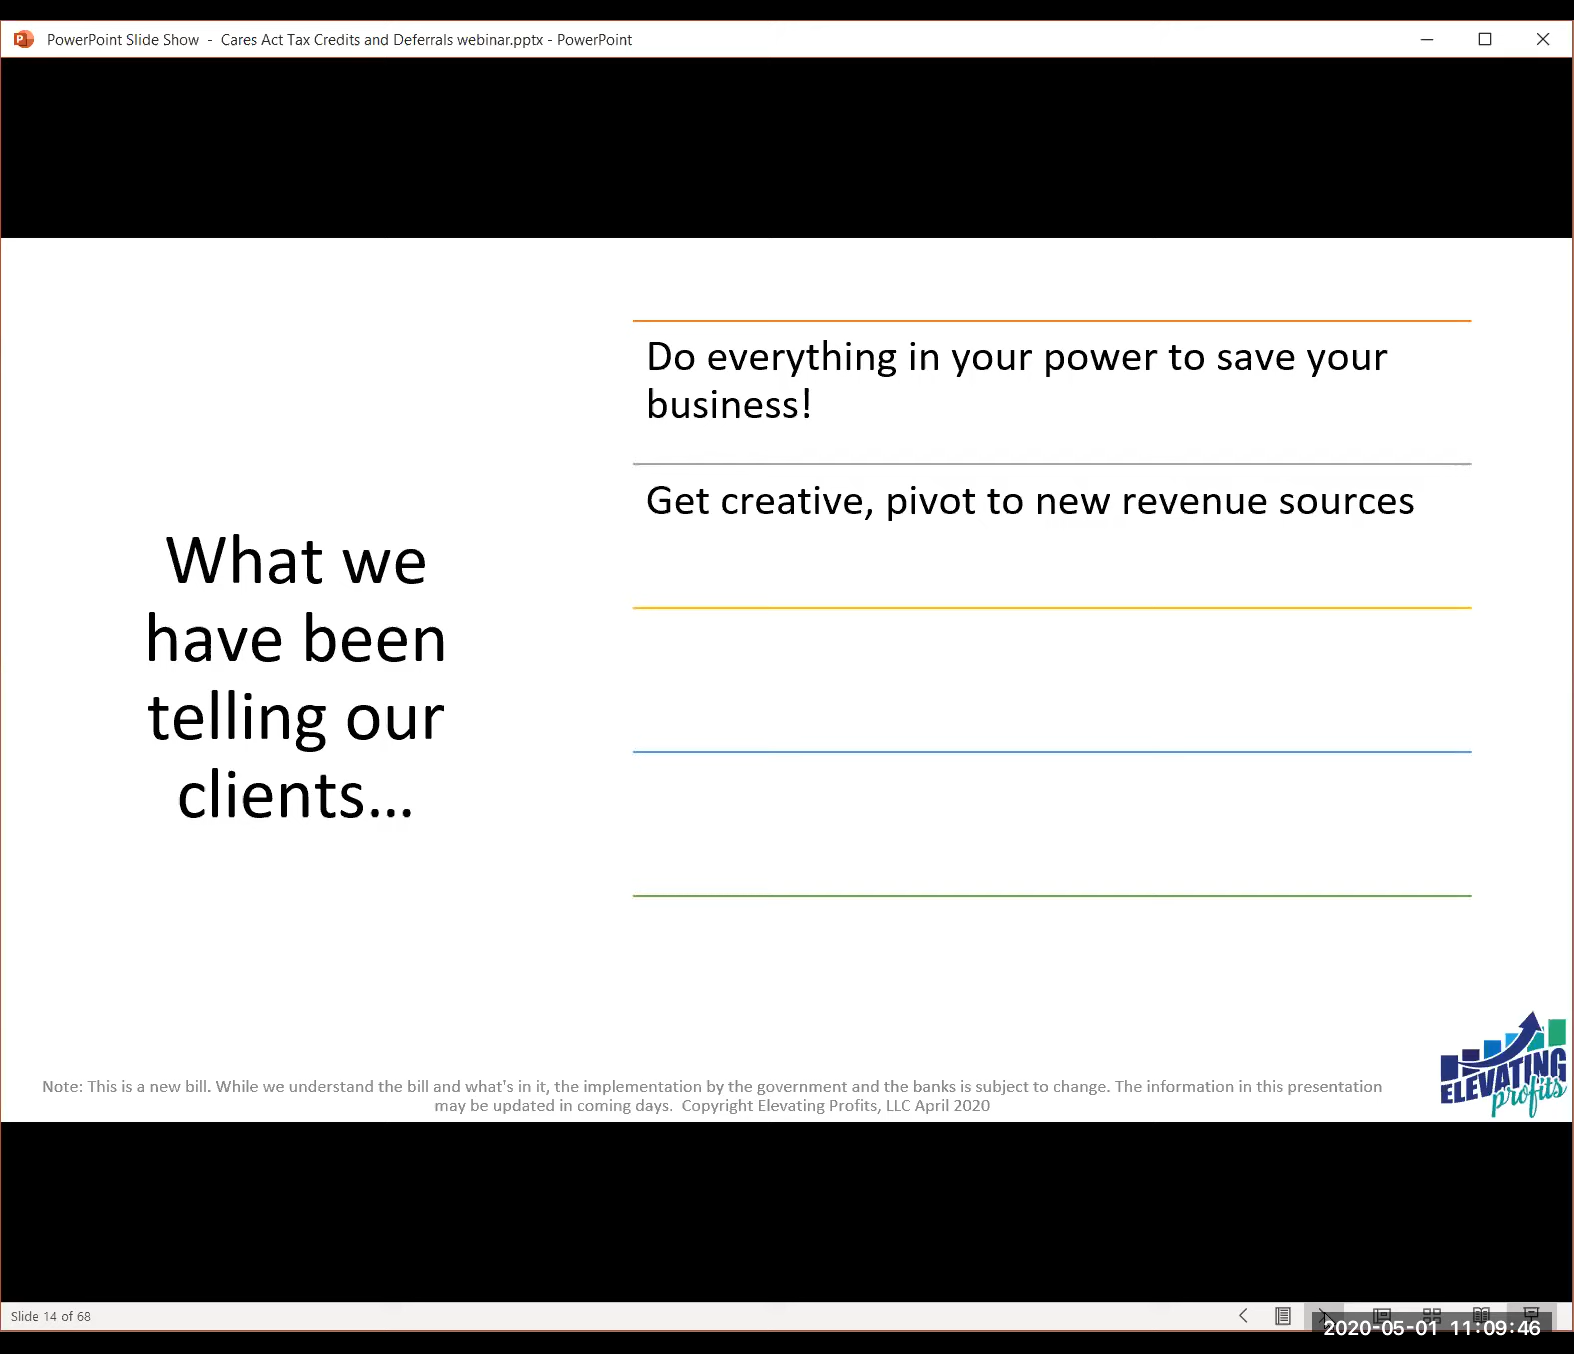 PowerPoint Slide Show - Cares Act Tax Credits and Deferrals webinar.pptx - PowerPoint
Do everything in your power to save your
business!
Get creative, pivot to new revenue sources
What we
have been
telling our
clients...
Note: This is a new bill. While we understand the bill and what's in it, the implementation by the government and the banks is subject to change. The information in this presentation
may be updated in coming days. Copyright Elevating Profits, LLC April 2020
ELEVATING
profits
Slide 14 of 68
2020-05-01 11:09:46